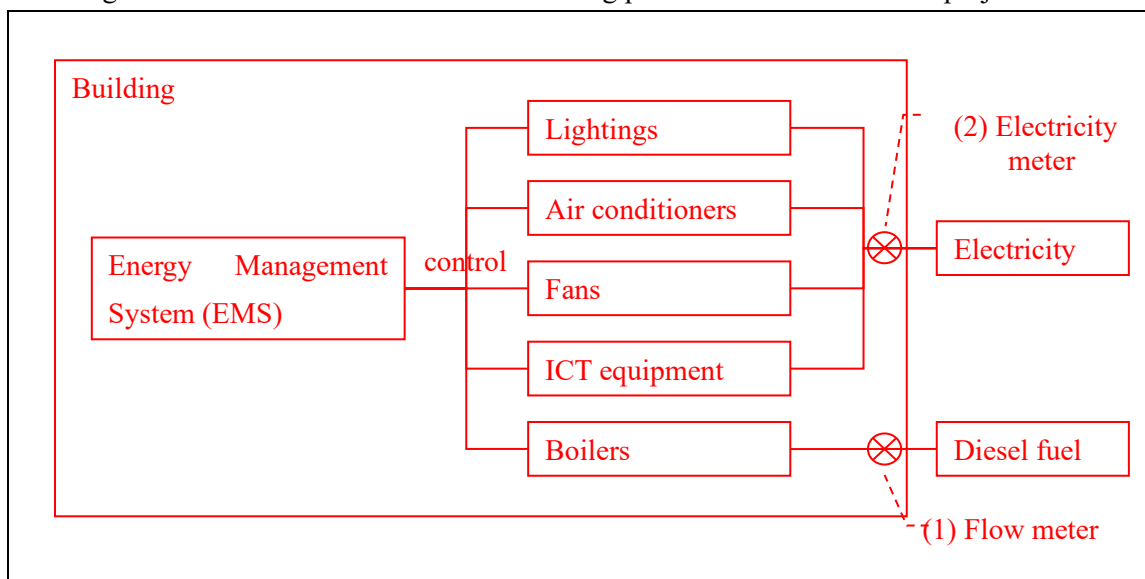 Building
Lightings
(2) Electricity
meter
Air conditioners
Electricity
Energy Management
System (EMS)
control
Fans
ICT equipment
Boilers
Diesel fuel
(1) Flow meter